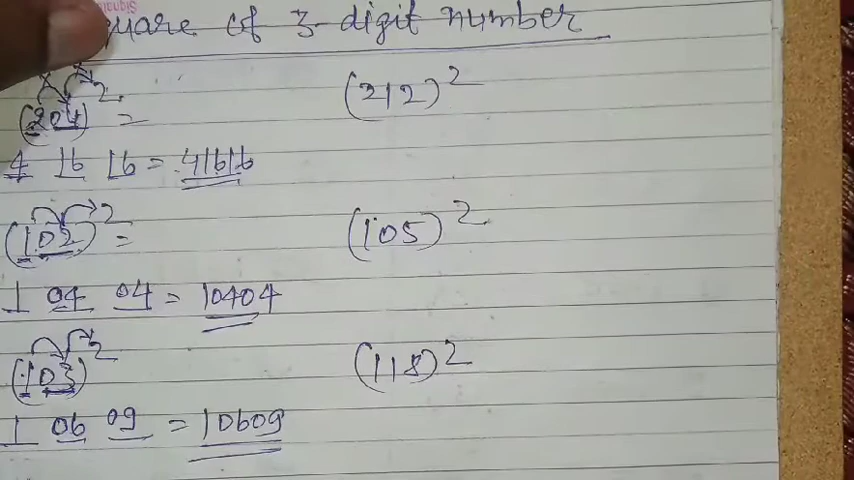 quare of 3-digit number
(204)² =
4 16 16 = 41616
(102)² =
1 04 04 = 10404
(103)² =
1 06 09 = 10609
(212)²
(105)²
(118)²